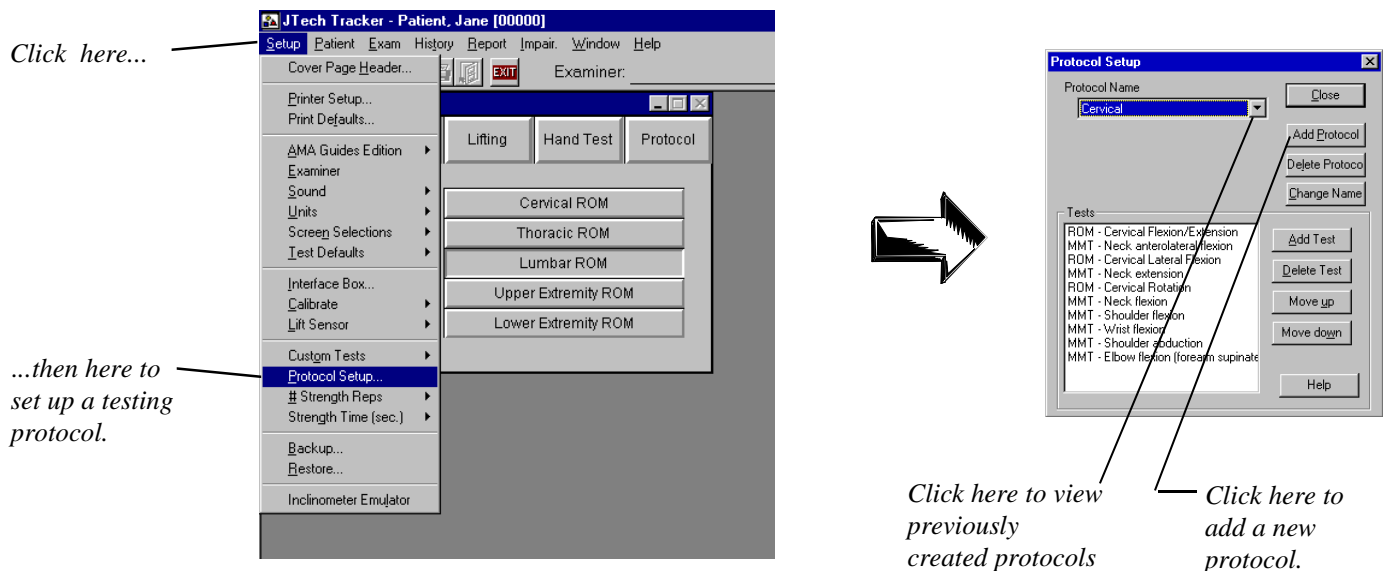 Click here...
...then here to
set up a testing
protocol.
JTech Tracker - Patient, Jane [00000]
Setup Patient Exam History Report Impair. Window Help
EXIT Examiner:
Cover Page Header...
Printer Setup...
Print Defaults...
AMA Guides Edition
Examiner
Sound
Units
Screen Selections
Test Defaults
Interface Box...
Calibrate
Lift Sensor
Custom Tests
Protocol Setup...
# Strength Reps
Strength Time (sec.)
Backup...
Restore...
Inclinometer Emulator
Lifting Hand Test Protocol
Cervical ROM
Thoracic ROM
Lumbar ROM
Upper Extremity ROM
Lower Extremity ROM
Protocol Setup
Protocol Name
Cervical
Close
Add Protocol
Delete Protoco
Change Name
Tests
ROM - Cervical Flexion/Extension
MMT - Neck anterolateral flexion
ROM - Cervical Lateral Flexion
MMT - Neck extension
ROM - Cervical Rotation
MMT - Neck flexion
MMT - Shoulder flexion
MMT - Wrist flexion
MMT - Shoulder abduction
MMT - Elbow flexion (forearm supinate
Add Test
Delete Test
Move up
Move down
Help
Click here to view
previously
created protocols
Click here to
add a new
protocol.